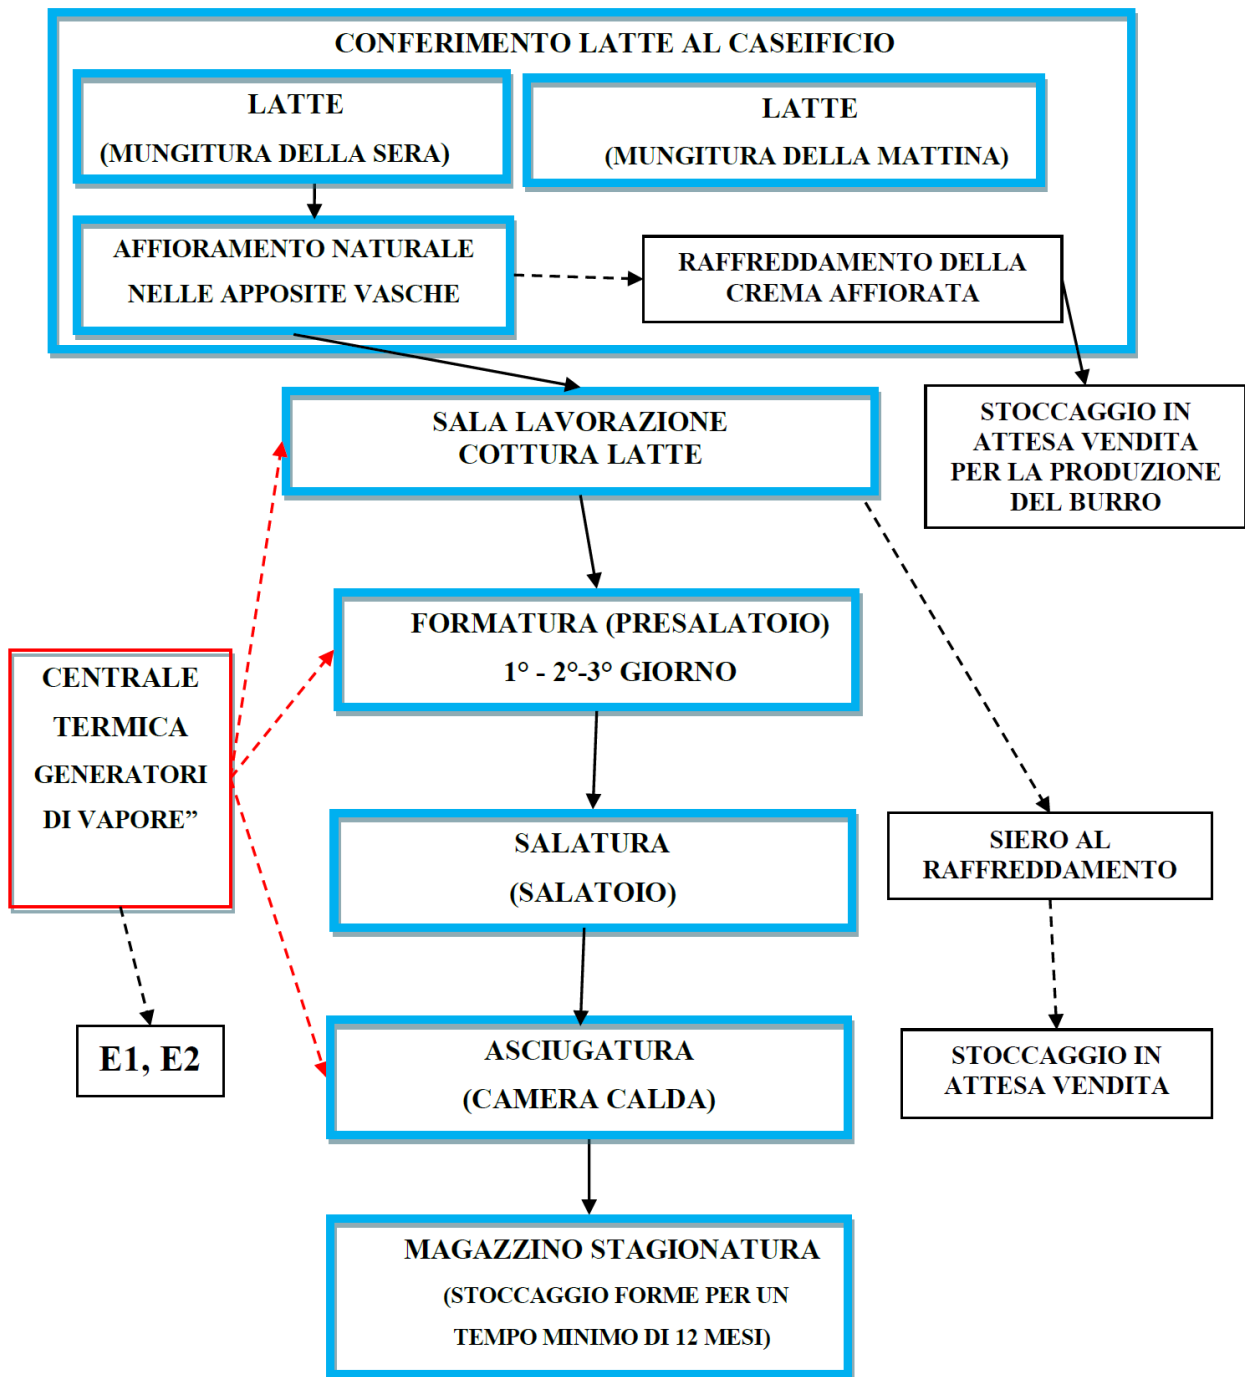 CONFERIMENTO LATTE AL CASEIFICIO
LATTE
(MUNGITURA DELLA SERA)
LATTE
(MUNGITURA DELLA MATTINA)
AFFIORAMENTO NATURALE
NELLE APPOSITE VASCHE
RAFFREDDAMENTO DELLA
CREMA AFFIORATA
SALA LAVORAZIONE
COTTURA LATTE
STOCCAGGIO IN
ATTESA VENDITA
PER LA PRODUZIONE
DEL BURRO
FORMATURA (PRESALATOIO)
1° - 2°-3° GIORNO
CENTRALE
TERMICA
GENERATORI
DI VAPORE”
SALATURA
(SALATOIO)
SIERO AL
RAFFREDDAMENTO
E1, E2
ASCIUGATURA
(CAMERA CALDA)
STOCCAGGIO IN
ATTESA VENDITA
MAGAZZINO STAGIONATURA
(STOCCAGGIO FORME PER UN
TEMPO MINIMO DI 12 MESI)